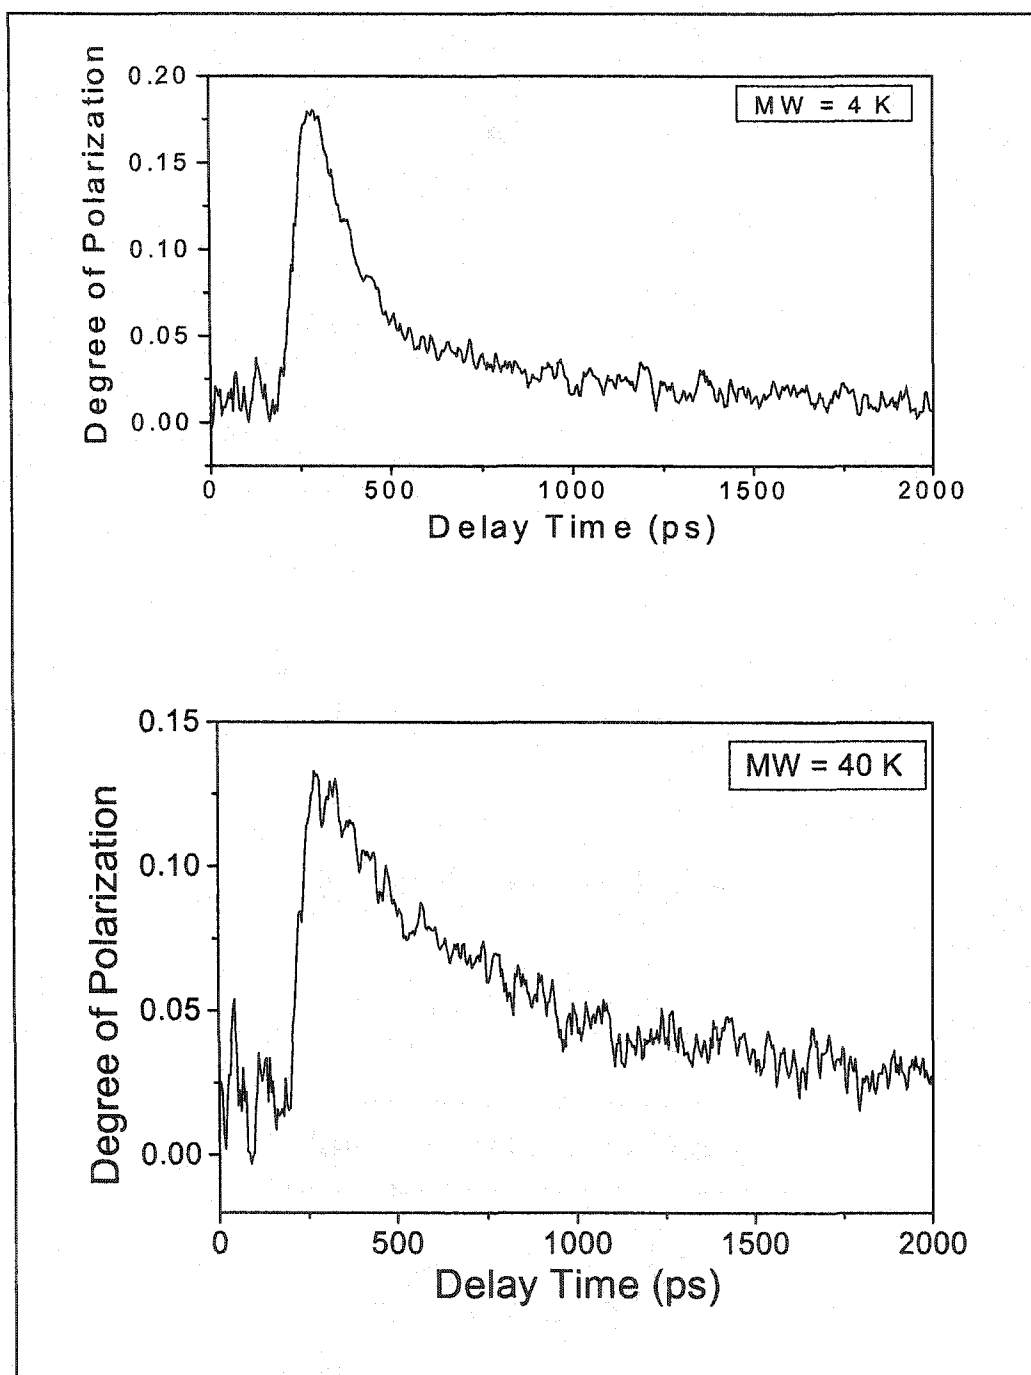 0.20
MW = 4 K
0.15
0.10
0.05
0.00
Degree of Polarization
0 500 1000 1500 2000
Delay Time (ps)
0.15
MW = 40 K
0.10
0.05
0.00
Degree of Polarization
0 500 1000 1500 2000
Delay Time (ps)